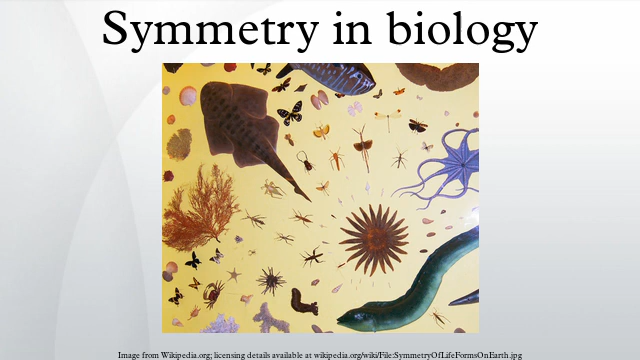 Symmetry in biology
Image from Wikipedia.org; licensing details available at wikipedia.org/wiki/File:SymmetryOfLifeFormsOnEarth.jpg